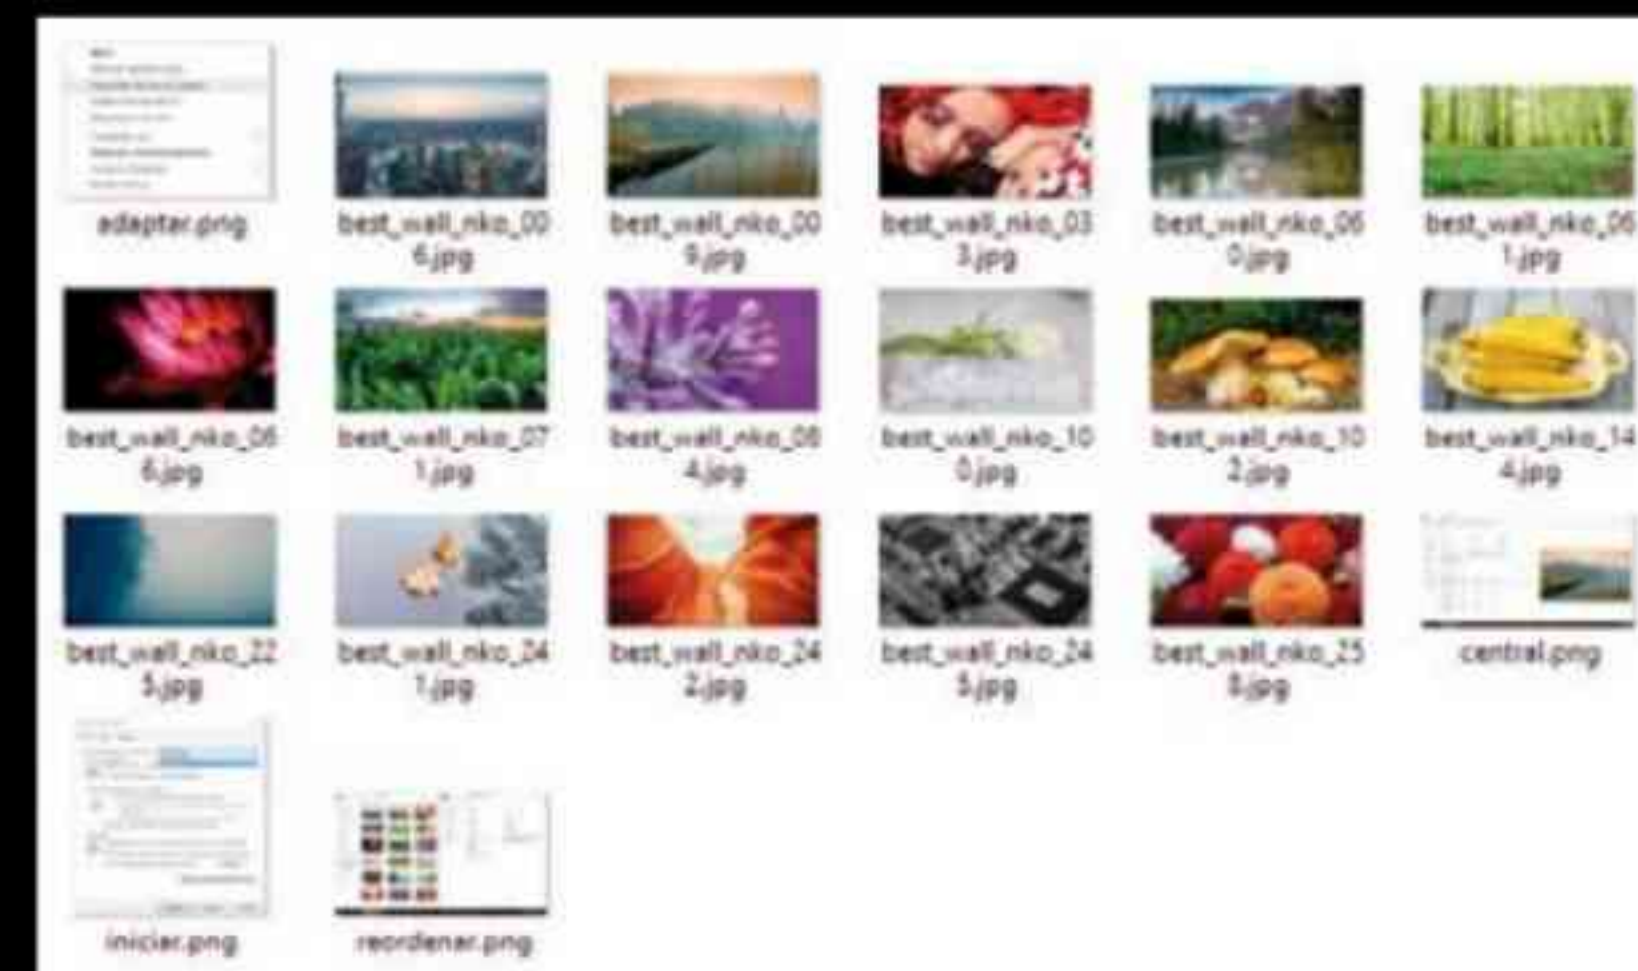 adapter.png
best_wall_nko_00
6.jpg
best_wall_nko_00
9.jpg
best_wall_nko_03
3.jpg
best_wall_nko_06
0.jpg
best_wall_nko_06
1.jpg
best_wall_nko_06
6.jpg
best_wall_nko_07
1.jpg
best_wall_nko_08
4.jpg
best_wall_nko_10
0.jpg
best_wall_nko_10
2.jpg
best_wall_nko_14
4.jpg
best_wall_nko_22
5.jpg
best_wall_nko_24
1.jpg
best_wall_nko_24
2.jpg
best_wall_nko_24
5.jpg
best_wall_nko_25
8.jpg
central.png
iniciar.png
reordenar.png